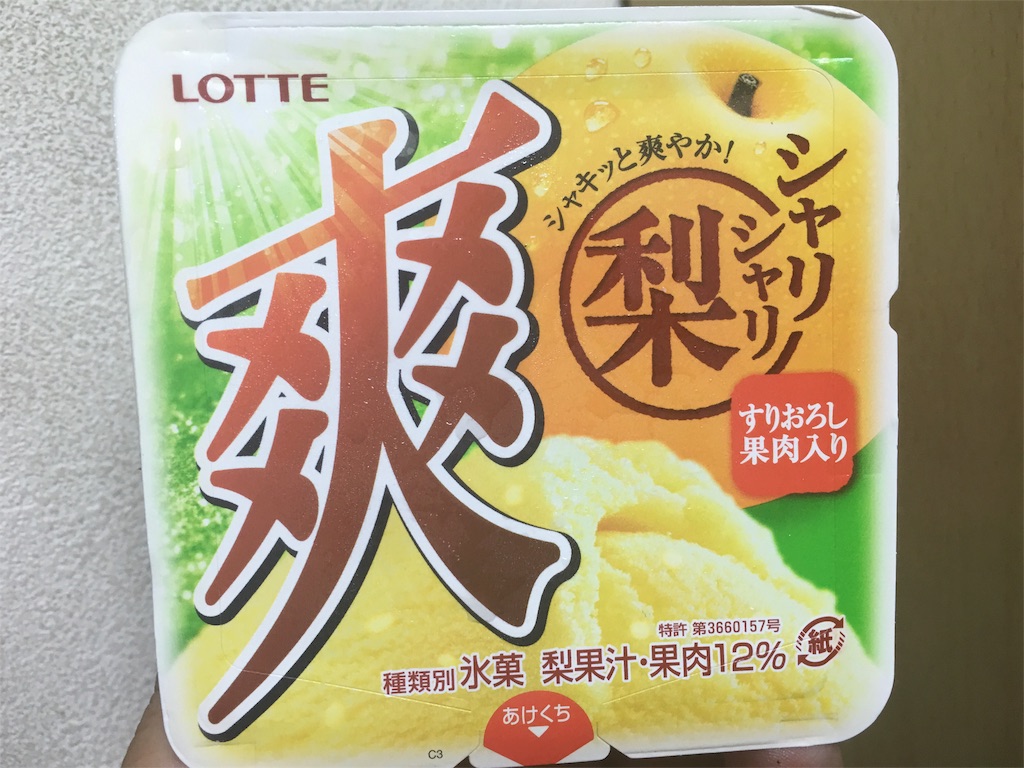 LOTTE
爽
シャキッと爽やか!
梨
シャリ
シャリ!
すりおろし
果肉入り
特許 第3660157号
種類別 氷菓 梨果汁・果肉12%
紙
あけくち
C3